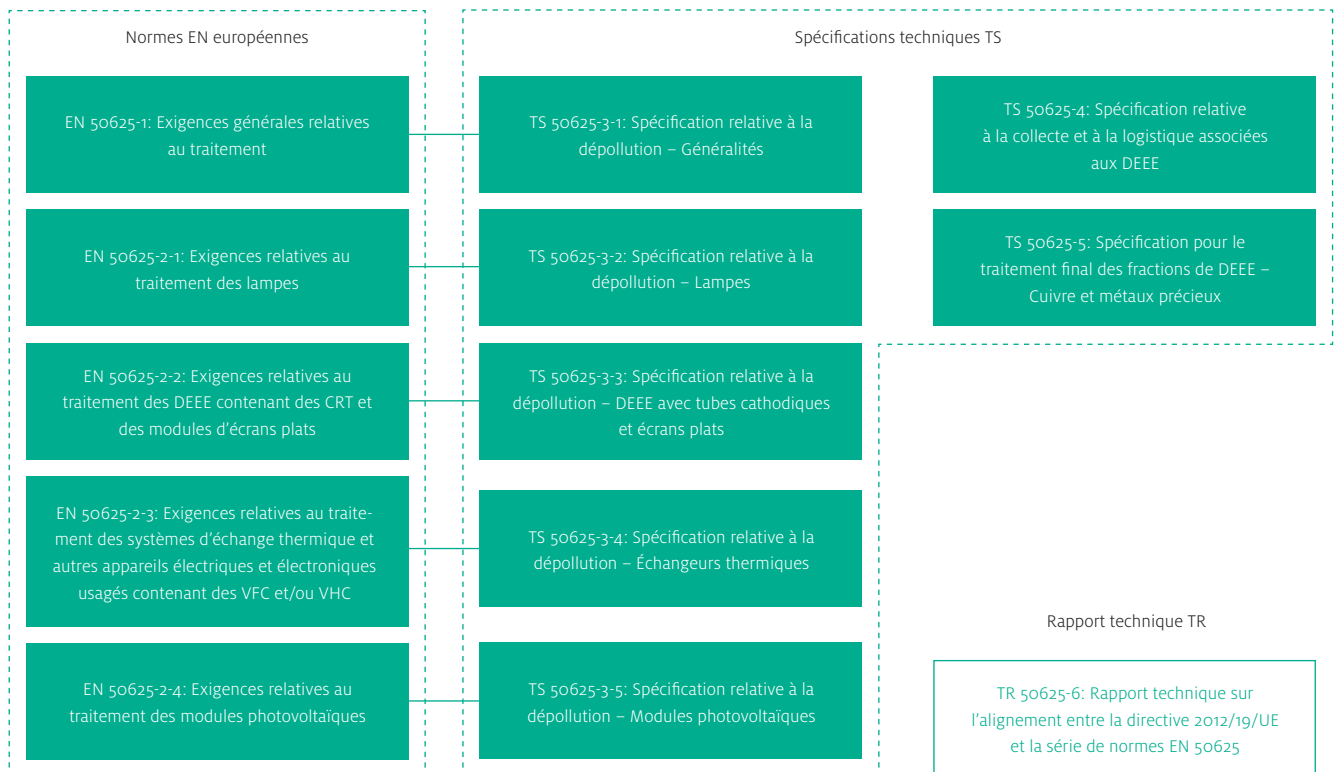 Normes EN européennes
EN 50625-1: Exigences générales relatives
au traitement
EN 50625-2-1: Exigences relatives au
traitement des lampes
EN 50625-2-2: Exigences relatives au
traitement des DEEE contenant des CRT et
des modules d’écrans plats
EN 50625-2-3: Exigences relatives au traite-
ment des systèmes d’échange thermique et
autres appareils électriques et électroniques
usagés contenant des VFC et/ou VHC
EN 50625-2-4: Exigences relatives au
traitement des modules photovoltaïques
Spécifications techniques TS
TS 50625-3-1: Spécification relative à la
dépollution – Généralités
TS 50625-3-2: Spécification relative à la
dépollution – Lampes
TS 50625-3-3: Spécification relative à la
dépollution – DEEE avec tubes cathodiques
et écrans plats
TS 50625-3-4: Spécification relative à la
dépollution – Échangeurs thermiques
TS 50625-3-5: Spécification relative à la
dépollution – Modules photovoltaïques
TS 50625-4: Spécification relative
à la collecte et à la logistique associées
aux DEEE
TS 50625-5: Spécification pour le
traitement final des fractions de DEEE –
Cuivre et métaux précieux
Rapport technique TR
TR 50625-6: Rapport technique sur
l’alignement entre la directive 2012/19/UE
et la série de normes EN 50625